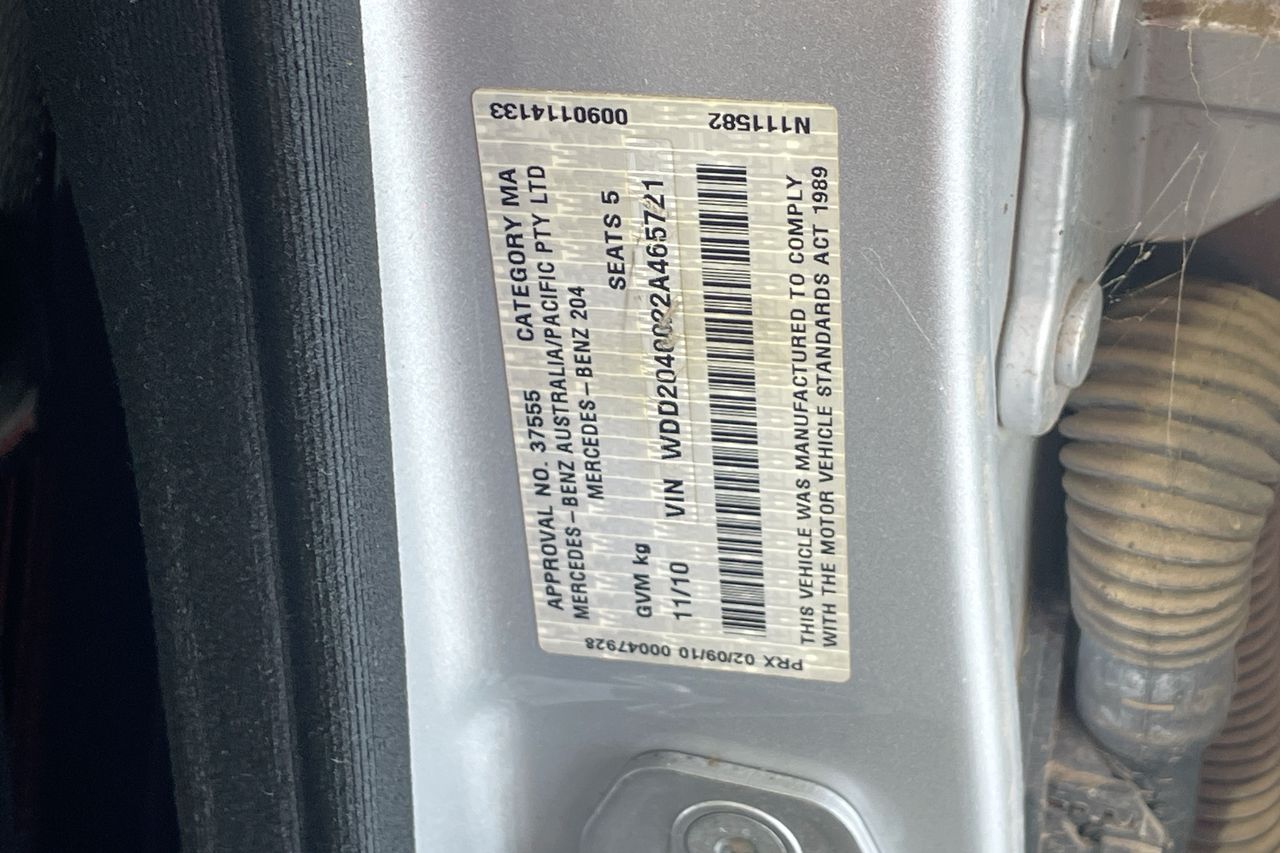 APPROVAL NO. 37555 CATEGORY MA
MERCEDES-BENZ AUSTRALIA/PACIFIC PTY LTD
MERCEDES-BENZ 204
GVM kg SEATS 5
11/10 VIN WDD2040022A465721
THIS VEHICLE WAS MANUFACTURED TO COMPLY
WITH THE MOTOR VEHICLE STANDARDS ACT 1989
PRX 02/09/10 00047928
N111582 0090114133